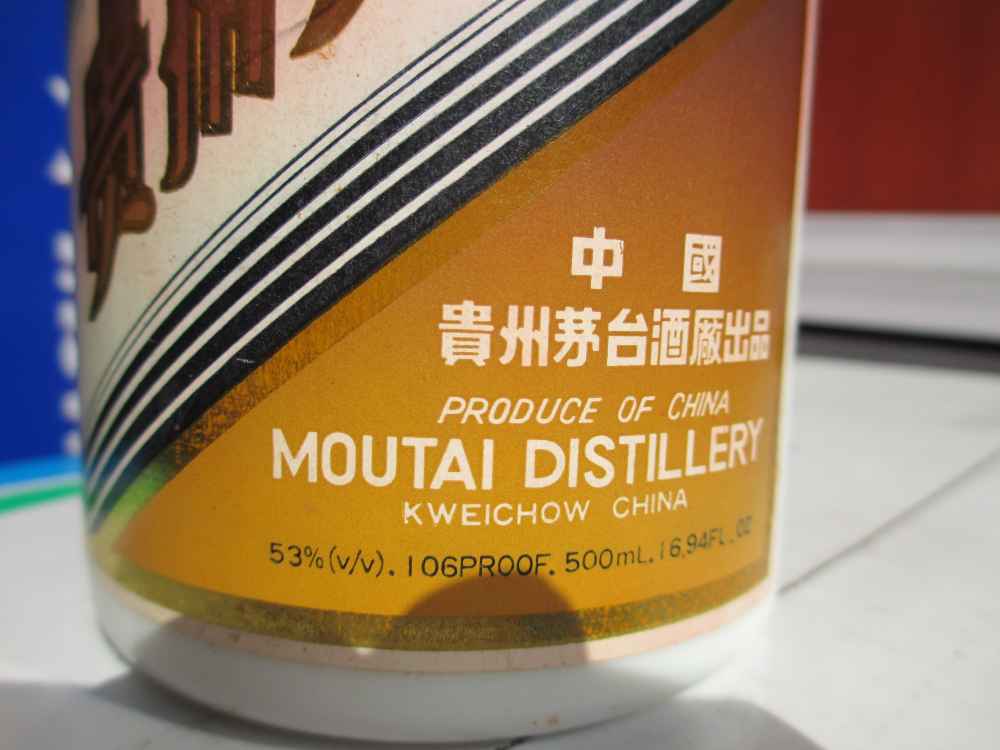 中國
貴州茅台酒廠出品
PRODUCE OF CHINA
MOUTAI DISTILLERY
KWEICHOW CHINA
53%(v/v). 106PROOF. 500mL. 16.94FL. OZ